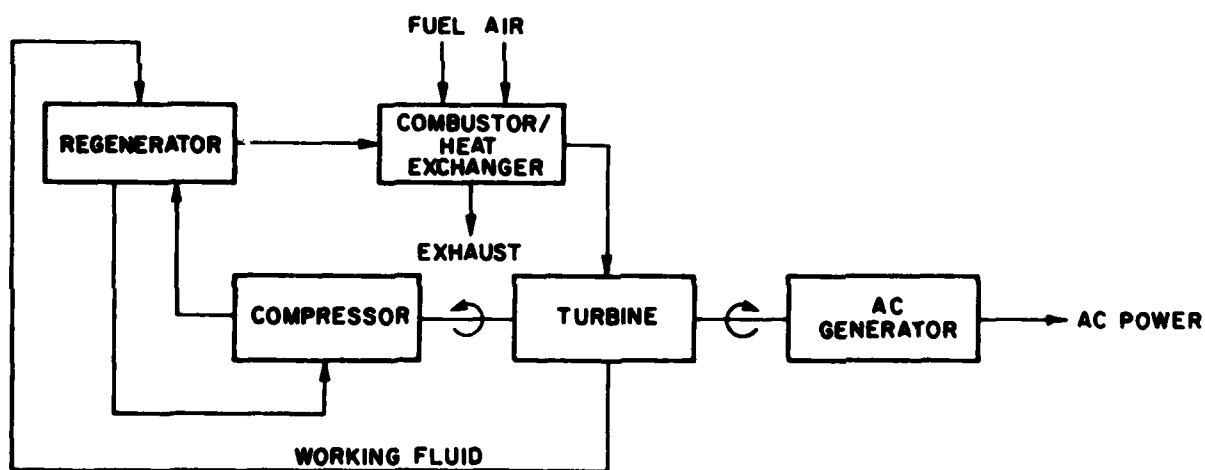 FUEL AIR
REGENERATOR
COMBUSTOR/
HEAT
EXCHANGER
EXHAUST
COMPRESSOR
TURBINE
AC
GENERATOR
AC POWER
WORKING FLUID